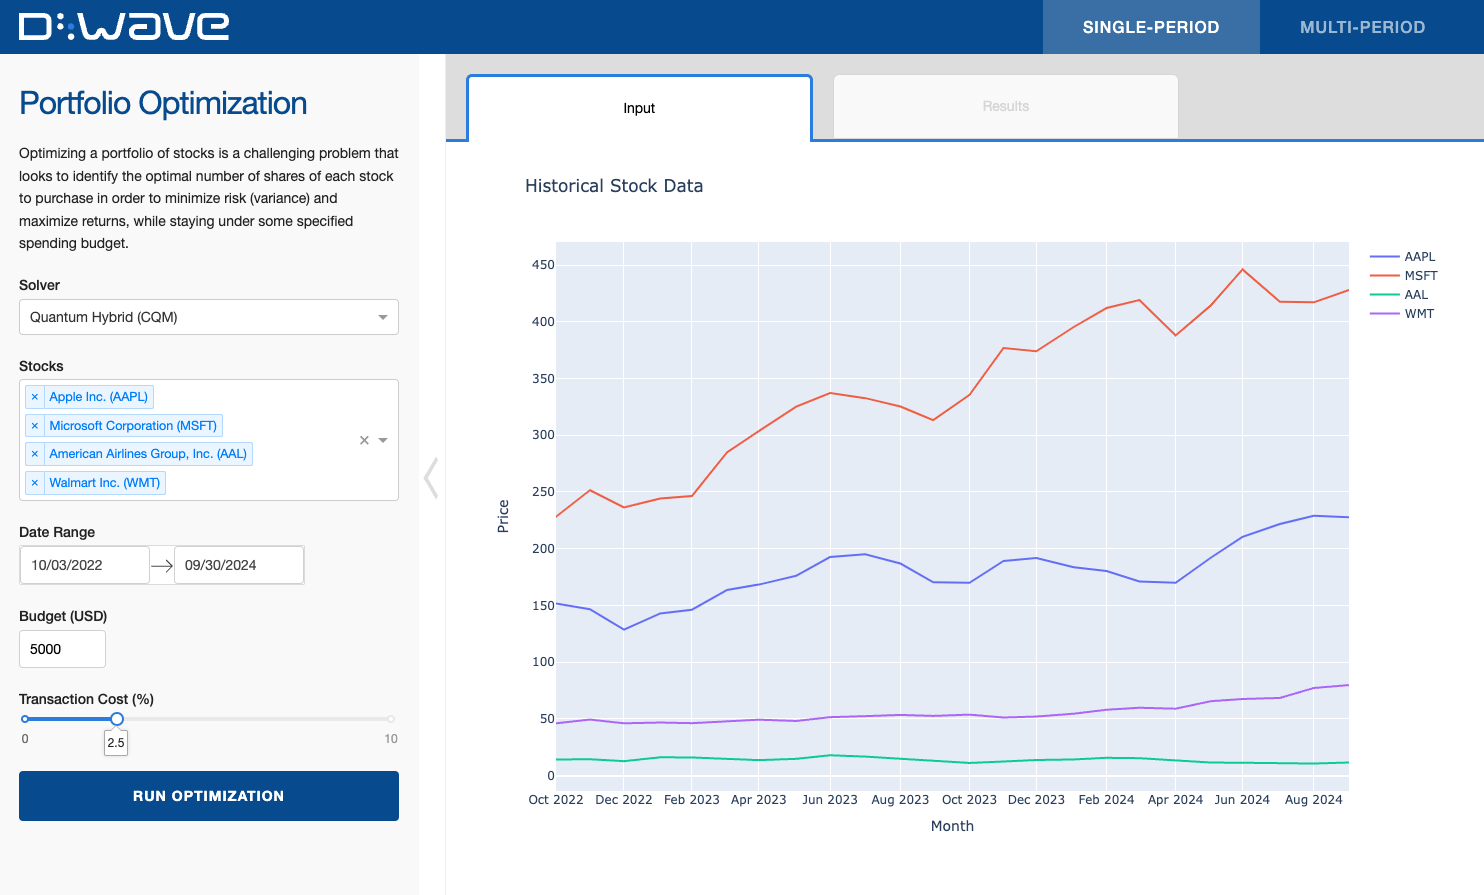 D::Wave
SINGLE-PERIOD
MULTI-PERIOD
Portfolio Optimization
Optimizing a portfolio of stocks is a challenging problem that
looks to identify the optimal number of shares of each stock
to purchase in order to minimize risk (variance) and
maximize returns, while staying under some specified
spending budget.
Solver
Quantum Hybrid (CQM)
Stocks
× Apple Inc. (AAPL)
× Microsoft Corporation (MSFT)
× American Airlines Group, Inc. (AAL)
× Walmart Inc. (WMT)
×
Date Range
10/03/2022 → 09/30/2024
Budget (USD)
5000
Transaction Cost (%)
0
2.5
10
RUN OPTIMIZATION
Input
Results
Historical Stock Data
450
400
350
300
250
200
150
100
50
0
Price
Oct 2022 Dec 2022 Feb 2023 Apr 2023 Jun 2023 Aug 2023 Oct 2023 Dec 2023 Feb 2024 Apr 2024 Jun 2024 Aug 2024
Month
AAPL
MSFT
AAL
WMT